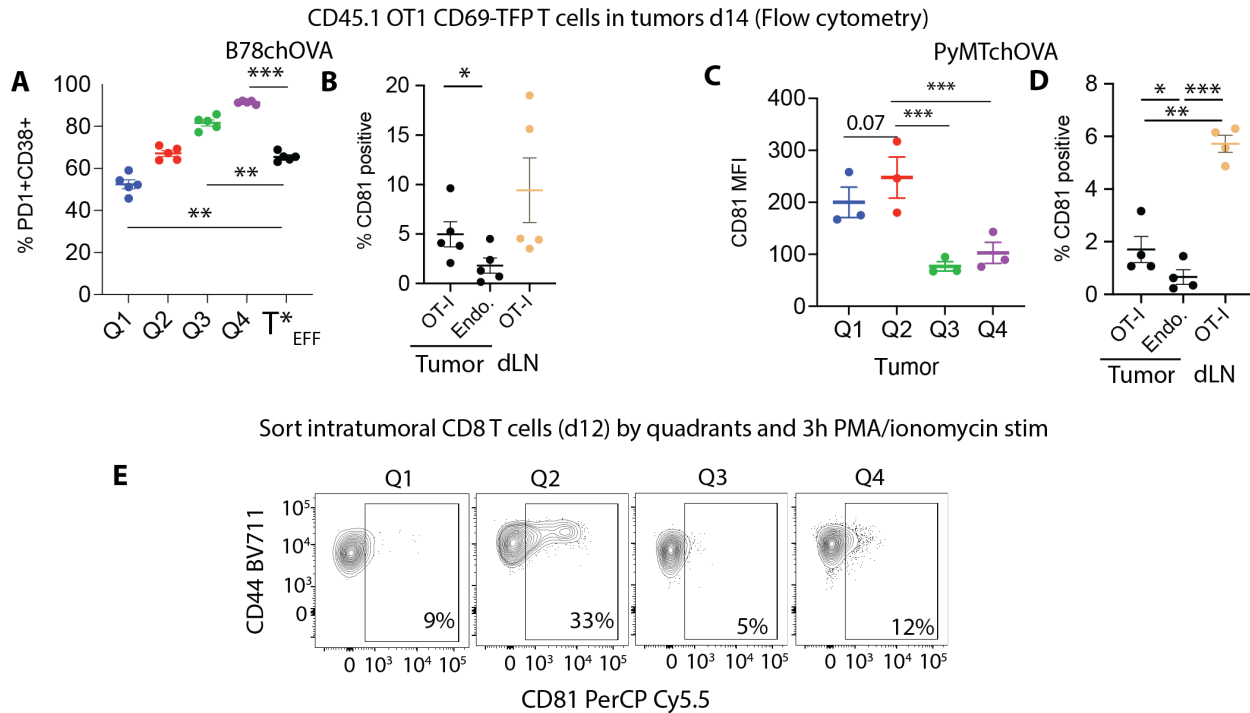 CD45.1 OT1 CD69-TFP T cells in tumors d14 (Flow cytometry)
B78chOVA
PyMTchOVA
A
% PD1+CD38+
100
80
60
40
20
0
***
**
**
Q1 Q2 Q3 Q4 T*EFF
B
% CD81 positive
20
15
10
5
0
*
OT-I Endo. OT-I
Tumor dLN
C
CD81 MFI
400
300
200
100
0
***
0.07 ***
Q1 Q2 Q3 Q4
Tumor
D
% CD81 positive
8
6
4
2
0
* ***
**
OT-I Endo. OT-I
Tumor dLN
Sort intratumoral CD8 T cells (d12) by quadrants and 3h PMA/ionomycin stim
E
Q1 Q2 Q3 Q4
CD44 BV711
10⁵
10⁴
10³
0
9% 33% 5% 12%
0 10³ 10⁴ 10⁵ 0 10³ 10⁴ 10⁵ 0 10³ 10⁴ 10⁵ 0 10³ 10⁴ 10⁵
CD81 PerCP Cy5.5